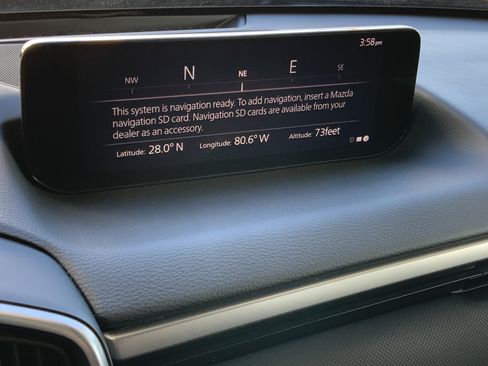 3:58pm
NW N NE E SE
This system is navigation ready. To add navigation, insert a Mazda
navigation SD card. Navigation SD cards are available from your
dealer as an accessory.
Latitude: 28.0° N Longitude: 80.6° W Altitude: 73feet